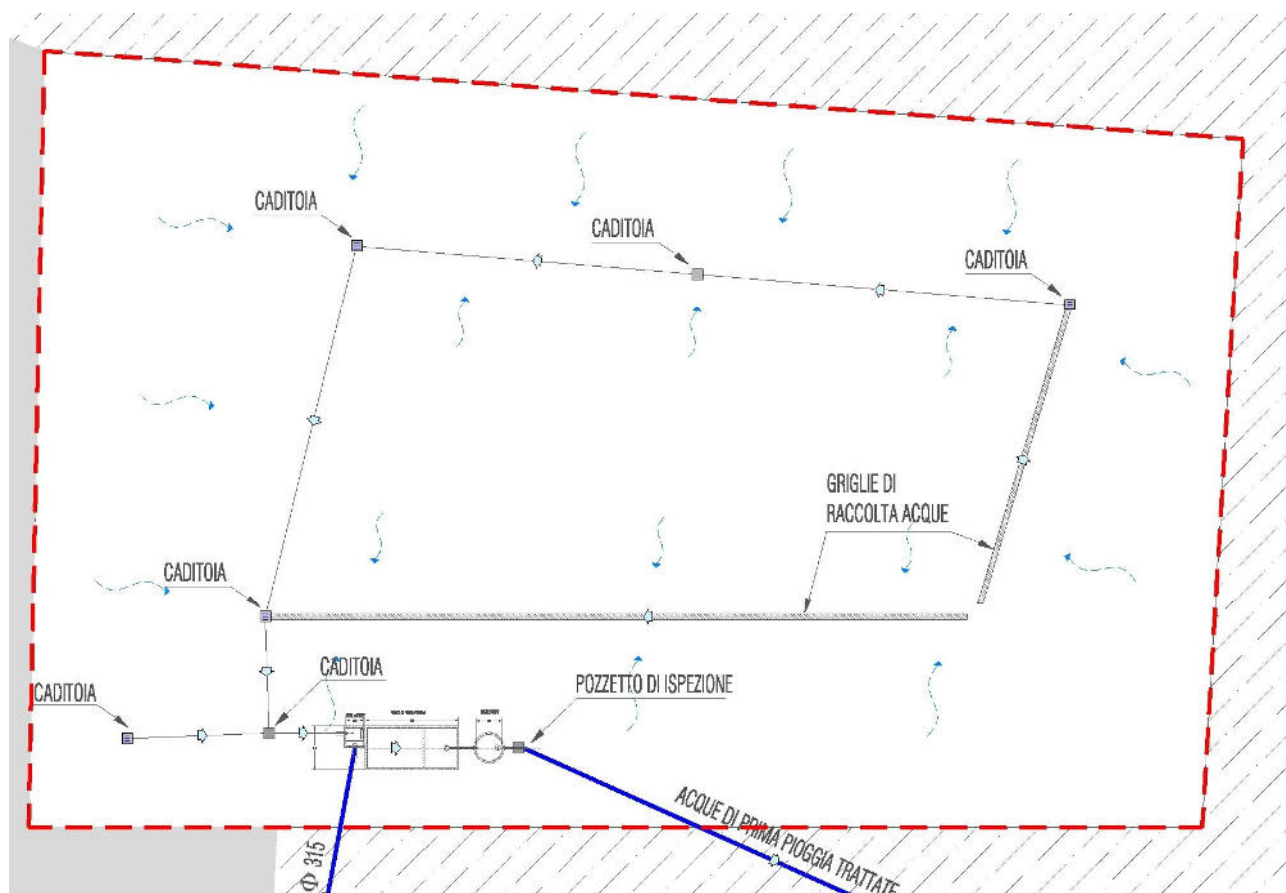 CADITOIA
CADITOIA
CADITOIA
GRIGLIE DI
RACCOLTA ACQUE
CADITOIA
CADITOIA
CADITOIA
POZZETTO DI ISPEZIONE
ACQUE DI PRIMA PIOGGIA TRATTATE
Φ 315